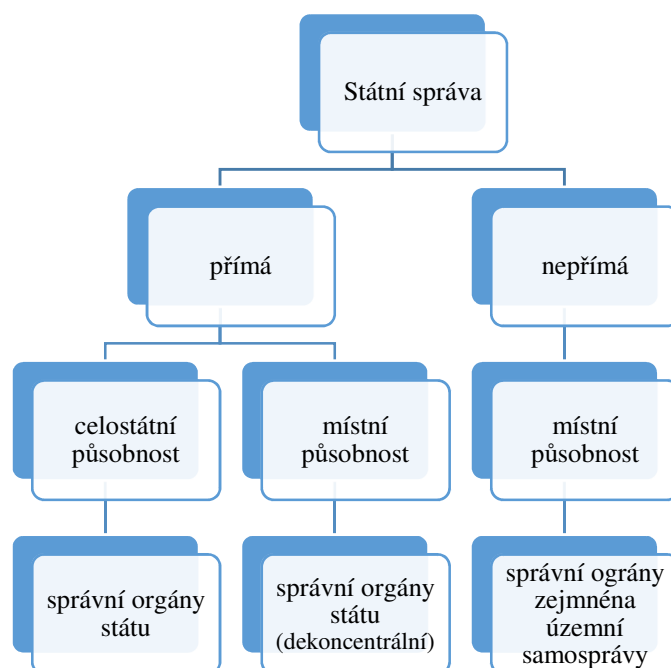 Státní správa
přímá
nepřímá
celostátní
působnost
místní
působnost
místní
působnost
správní orgány
státu
správní orgány
státu
(dekoncentrální)
správní ográny
zejmnéna
územní
samosprávy